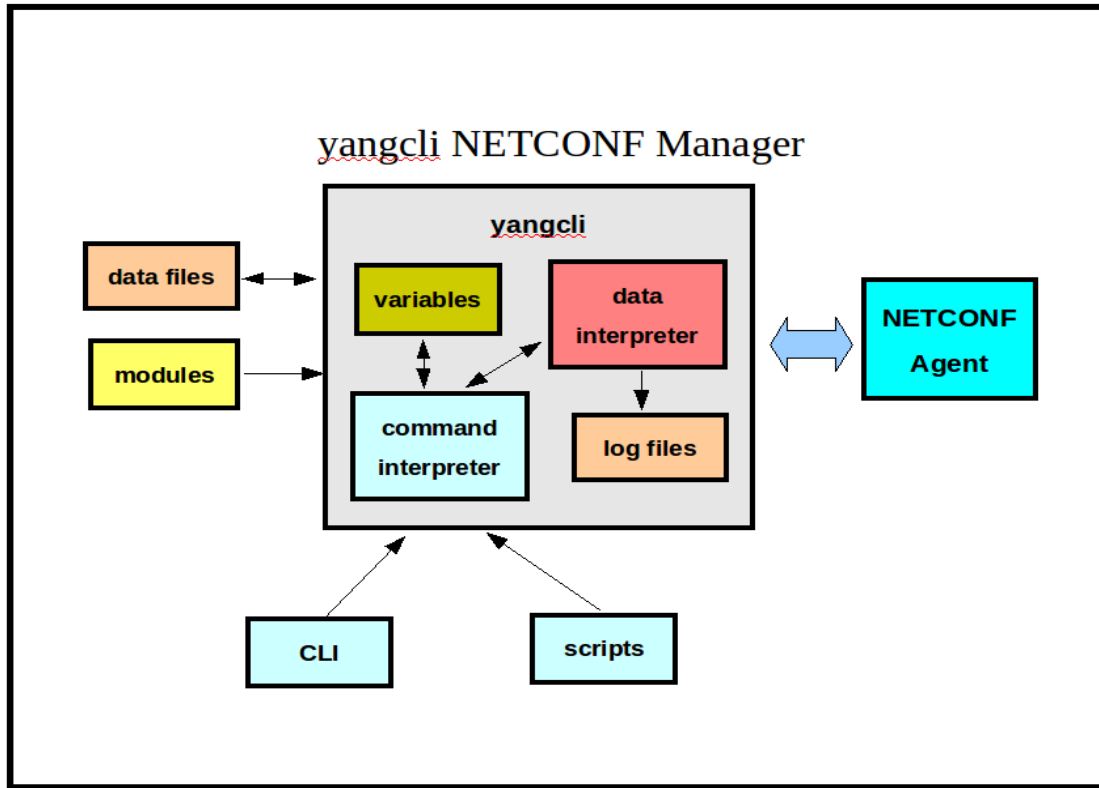 yangcli NETCONF Manager
yangcli
data files
variables
data
interpreter
NETCONF
Agent
modules
command
interpreter
log files
CLI
scripts